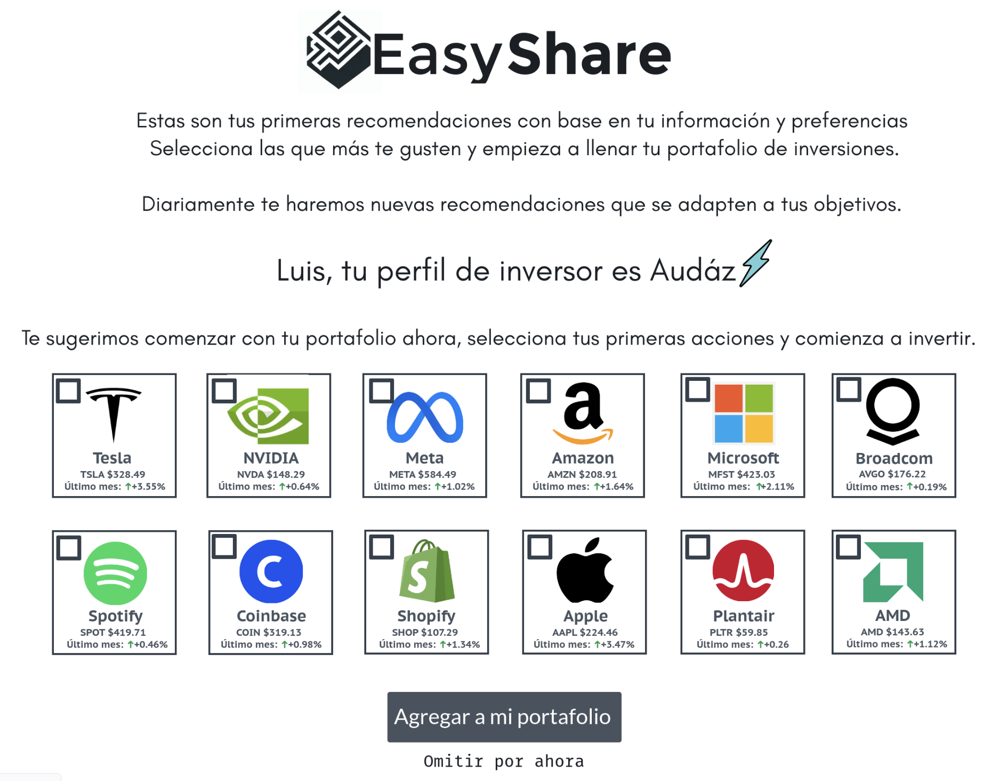 EasyShare
Estas son tus primeras recomendaciones con base en tu información y preferencias
Selecciona las que más te gusten y empieza a llenar tu portafolio de inversiones.
Diariamente te haremos nuevas recomendaciones que se adapten a tus objetivos.
Luis, tu perfil de inversor es Audáz
Te sugerimos comenzar con tu portafolio ahora, selecciona tus primeras acciones y comienza a invertir.
Tesla
TSLA $328.49
Último mes: ↑+3.55%
NVIDIA
NVDA $148.29
Último mes: ↑+0.64%
Meta
META $584.49
Último mes: ↑+1.02%
Amazon
AMZN $208.91
Último mes: ↑+1.64%
Microsoft
MFST $423.03
Último mes: ↑+2.11%
Broadcom
AVGO $176.22
Último mes: ↑+0.19%
Spotify
SPOT $419.71
Último mes: ↑+0.46%
Coinbase
COIN $319.13
Último mes: ↑+0.98%
Shopify
SHOP $107.29
Último mes: ↑+1.34%
Apple
AAPL $224.46
Último mes: ↑+3.47%
Plantair
PLTR $59.85
Último mes: ↑+0.26
AMD
AMD $143.63
Último mes: ↑+1.12%
Agregar a mi portafolio
Omitir por ahora